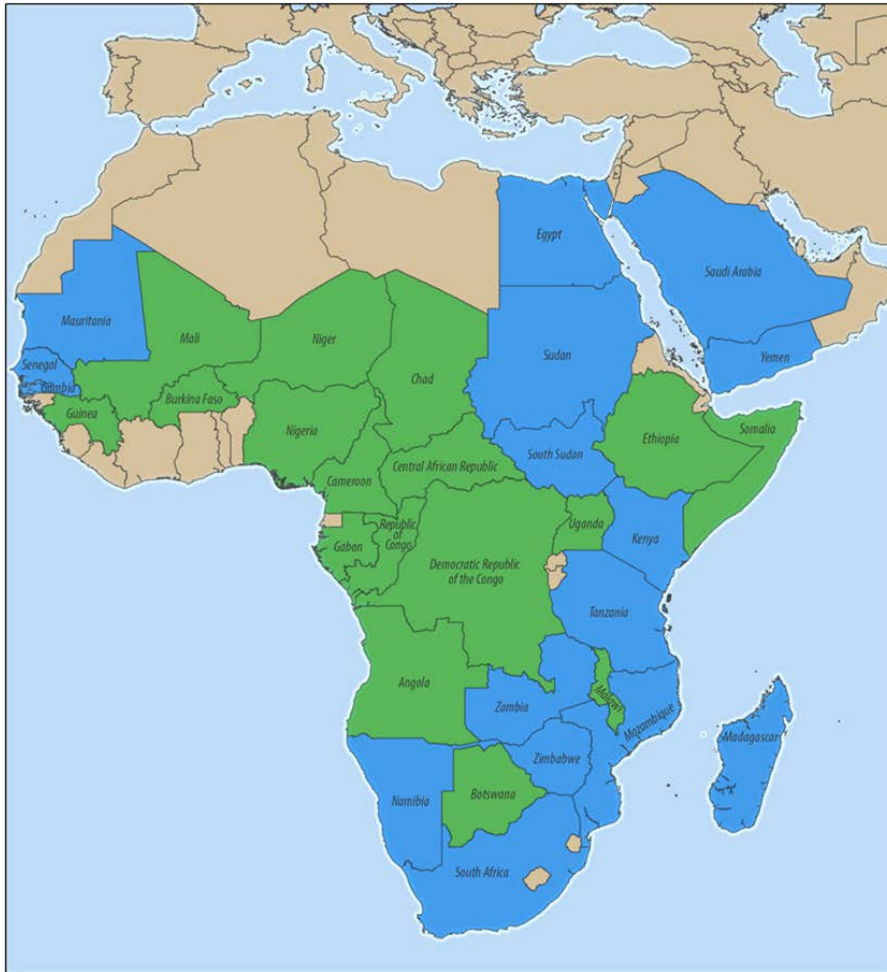 Egypt
Saudi Arabia
Mauritania
Mali
Niger
Sudan
Yemen
Senegal
Chad
Gambia
Burkina Faso
Guinea
Nigeria
Ethiopia
Somalia
South Sudan
Central African Republic
Cameroon
Republic
of
Congo
Uganda
Kenya
Gabon
Democratic Republic
of the Congo
Tanzania
Angola
Malawi
Zambia
Mozambique
Madagascar
Zimbabwe
Namibia
Botswana
South Africa